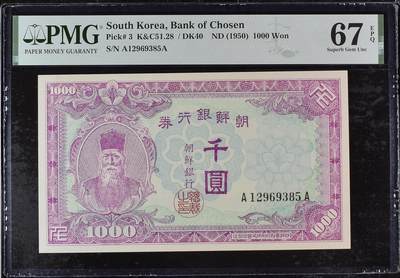 PMG
PAPER MONEY GUARANTY
South Korea, Bank of Chosen
Pick# 3 K&C51.28 / DK40 ND (1950) 1000 Won
S/N A12969385A
67 EPQ
Superb Gem Unc
1000
券行銀鮮朝
千圓
朝鮮銀行
A 12969385 A
1000
1000